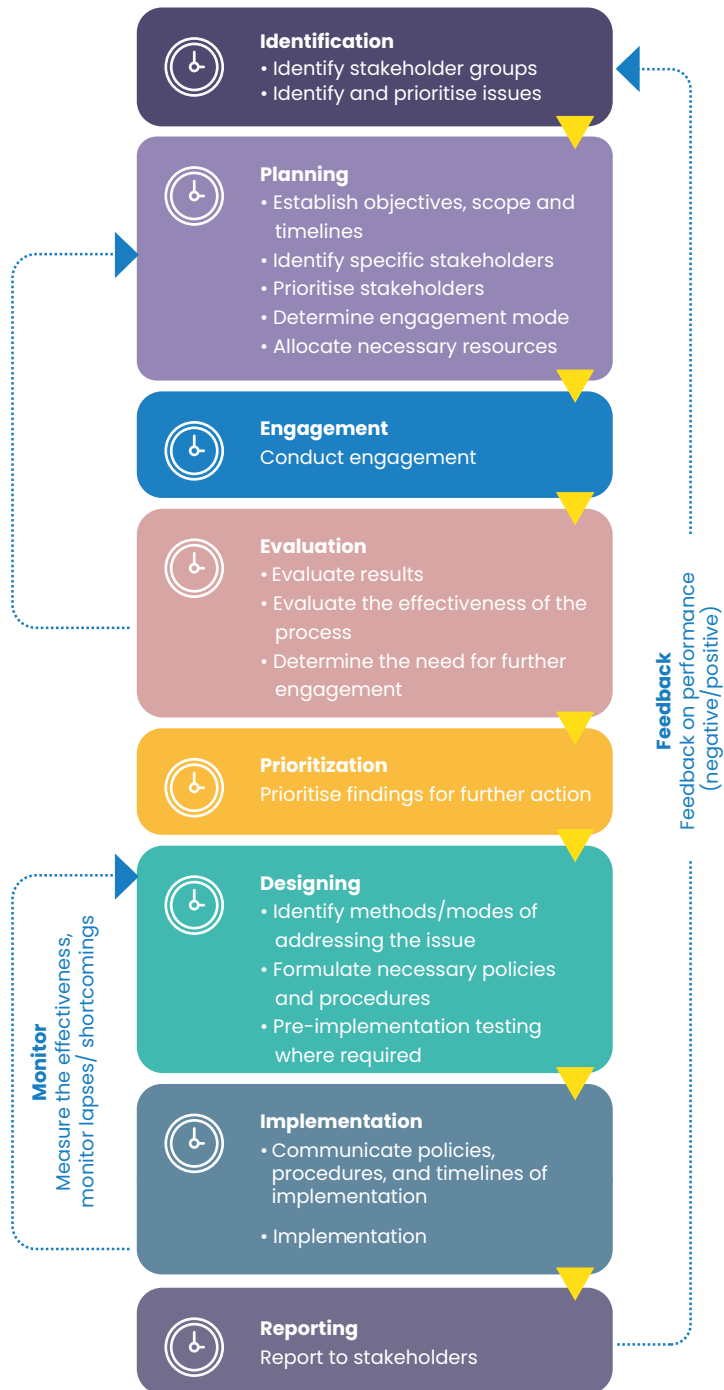 Identification
• Identify stakeholder groups
• Identify and prioritise issues
Planning
• Establish objectives, scope and
timelines
• Identify specific stakeholders
• Prioritise stakeholders
• Determine engagement mode
• Allocate necessary resources
Engagement
Conduct engagement
Evaluation
• Evaluate results
• Evaluate the effectiveness of the
process
• Determine the need for further
engagement
Prioritization
Prioritise findings for further action
Designing
• Identify methods/modes of
addressing the issue
• Formulate necessary policies
and procedures
• Pre-implementation testing
where required
Implementation
• Communicate policies,
procedures, and timelines of
implementation
• Implementation
Reporting
Report to stakeholders
Monitor
Measure the effectiveness,
monitor lapses/ shortcomings
Feedback
Feedback on performance
(negative/positive)